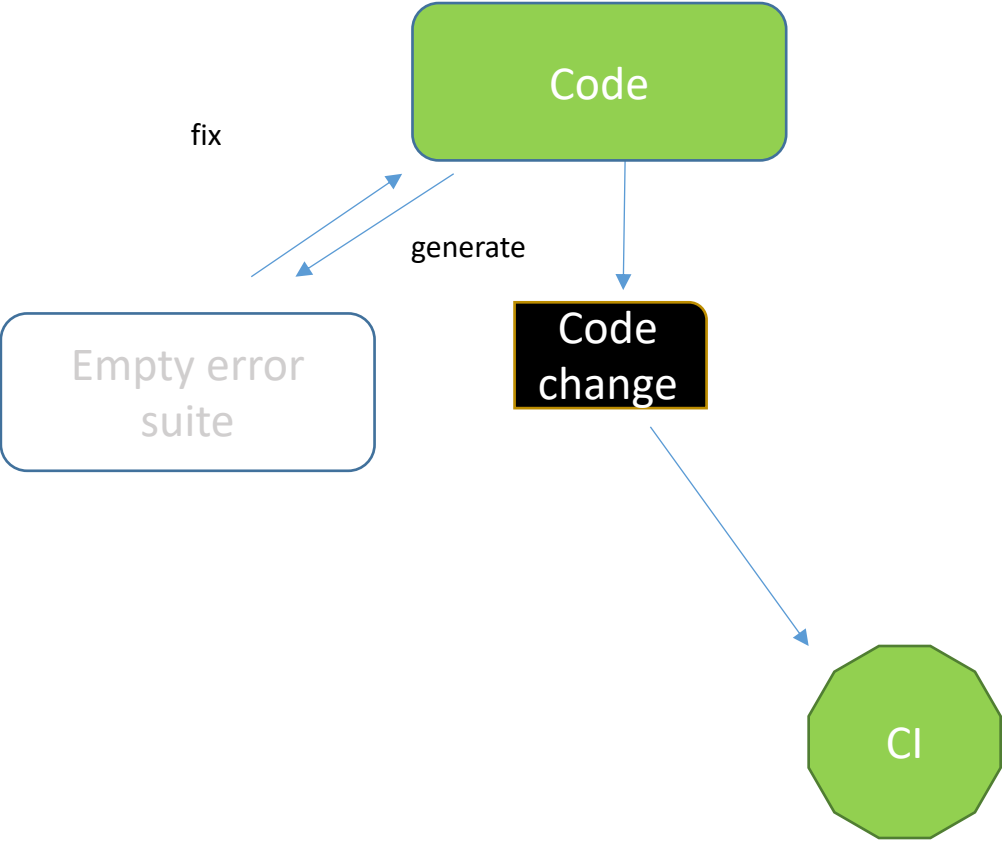 Code
fix
generate
Code
change
Empty error
suite
CI